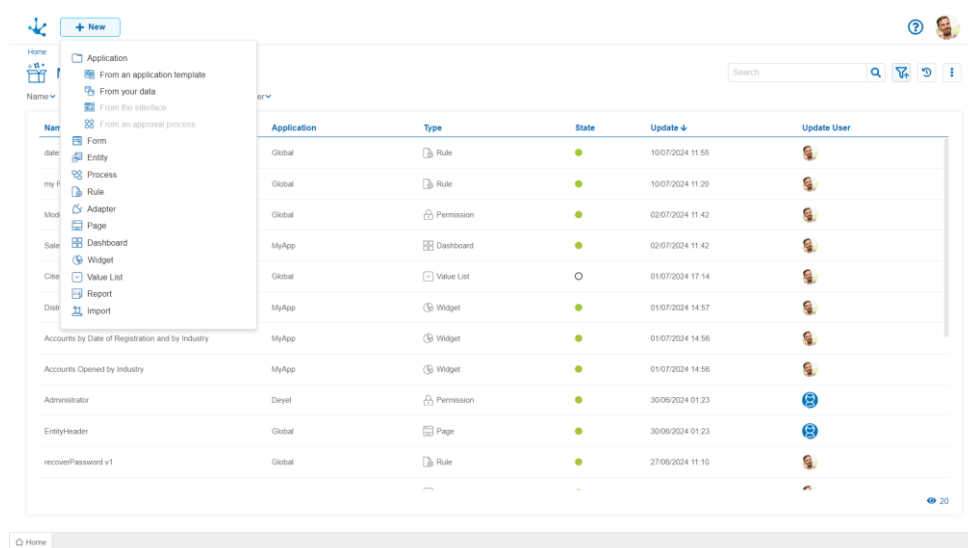 + New
Home
Application
From an application template
From your data
From the interface
From an approval process
Form
Entity
Process
Rule
Adapter
Page
Dashboard
Widget
Value List
Report
Import
Search
Name
Application Type State Update Update User
date Global Rule 10/07/2024 11:55
my Global Rule 10/07/2024 11:20
Global Permission 02/07/2024 11:42
Sale MyApp Dashboard 02/07/2024 11:42
Citie Global Value List 01/07/2024 17:14
Distr MyApp Widget 01/07/2024 14:57
Accounts by Date of Registration and by Industry MyApp Widget 01/07/2024 14:56
Accounts Opened by Industry MyApp Widget 01/07/2024 14:56
Administrator Deyel Permission 30/06/2024 01:23
EntityHeader Global Page 30/06/2024 01:23
recoverPassword v1 Global Rule 27/06/2024 11:10
20
Home